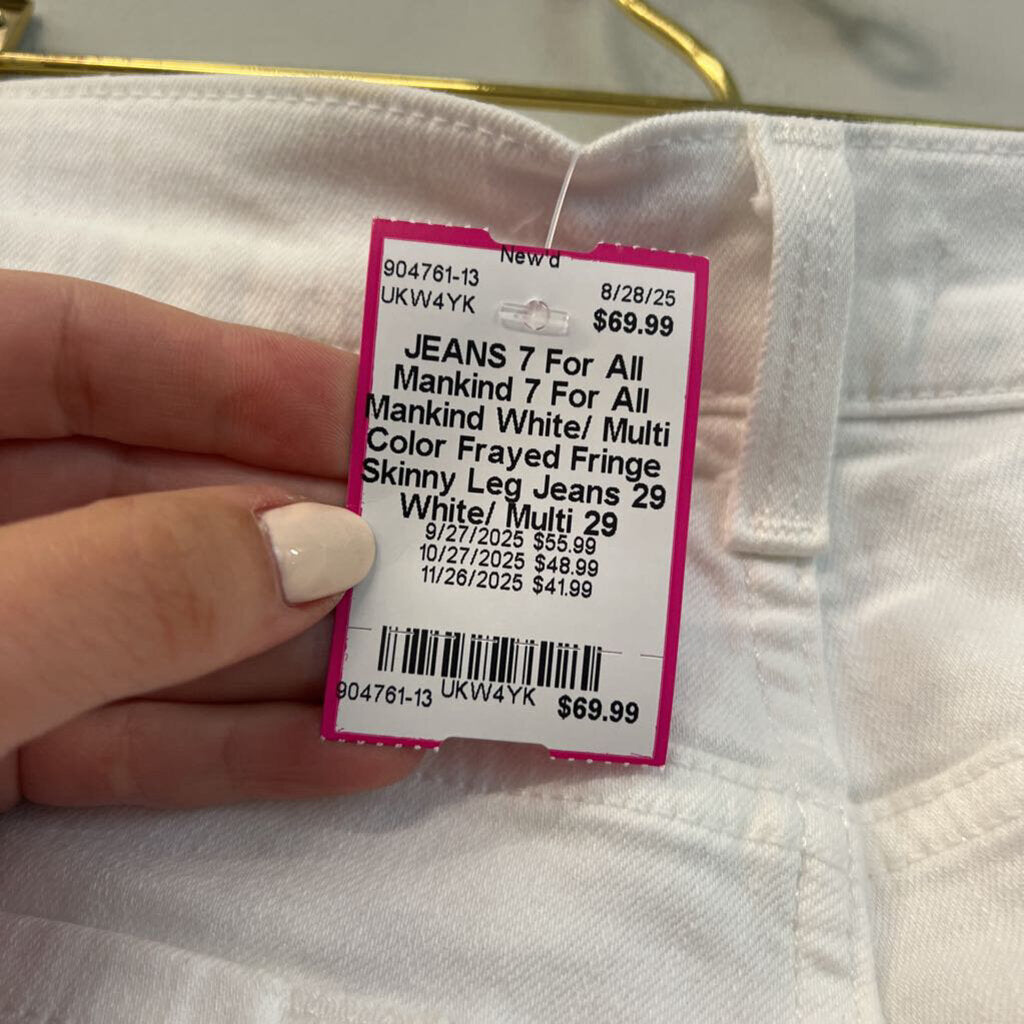 New'd
904761-13
8/28/25
UKW4YK
$69.99
JEANS 7 For All
Mankind 7 For All
Mankind White/ Multi
Color Frayed Fringe
Skinny Leg Jeans 29
White/ Multi 29
9/27/2025 $55.99
10/27/2025 $48.99
11/26/2025 $41.99
904761-13 UKW4YK $69.99